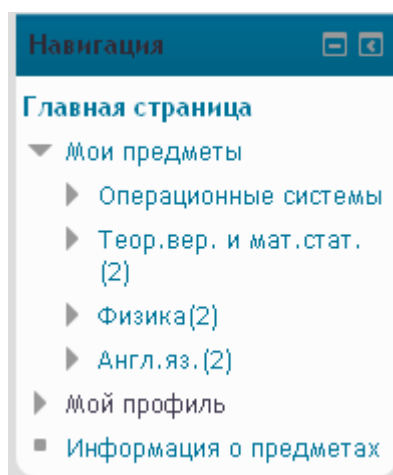 Навигация
Главная страница
Мои предметы
Операционные системы
Теор.вер. и мат.стат.
(2)
Физика(2)
Англ.яз.(2)
Мой профиль
Информация о предметах